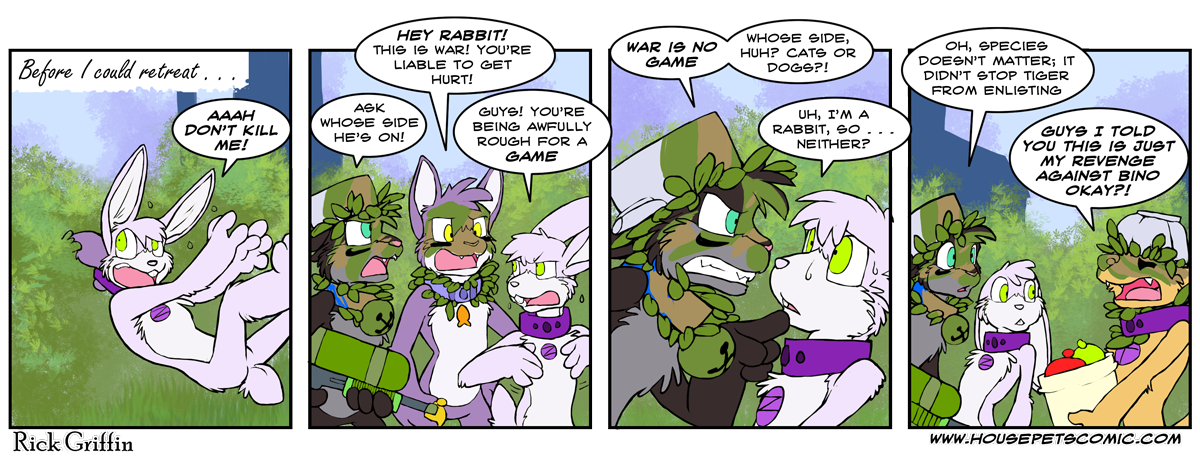 Before I could retreat . . .
AAAH
DON'T KILL
ME!
HEY RABBIT!
THIS IS WAR! YOU'RE
LIABLE TO GET
HURT!
ASK
WHOSE SIDE
HE'S ON!
GUYS! YOU'RE
BEING AWFULLY
ROUGH FOR A
GAME
WAR IS NO
GAME
WHOSE SIDE,
HUH? CATS OR
DOGS?!
UH, I'M A
RABBIT, SO . . . .
NEITHER?
OH, SPECIES
DOESN'T MATTER; IT
DIDN'T STOP TIGER
FROM ENLISTING
GUYS I TOLD
YOU THIS IS JUST
MY REVENGE
AGAINST BINO
OKAY?!
Rick Griffin
WWW.HOUSEPETSCOMIC.COM